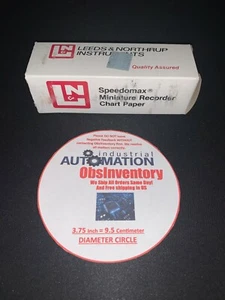 L&N
LEEDS & NORTHRUP
INSTRUMENTS
Quality Assured
L&N
Speedomax®
Miniature Recorder
Chart Paper
industrial
AUTOMATION
ObsInventory
We Ship All Orders Same Day!
And Free shipping in US
3.75 Inch = 9.5 Centimeter
DIAMETER CIRCLE